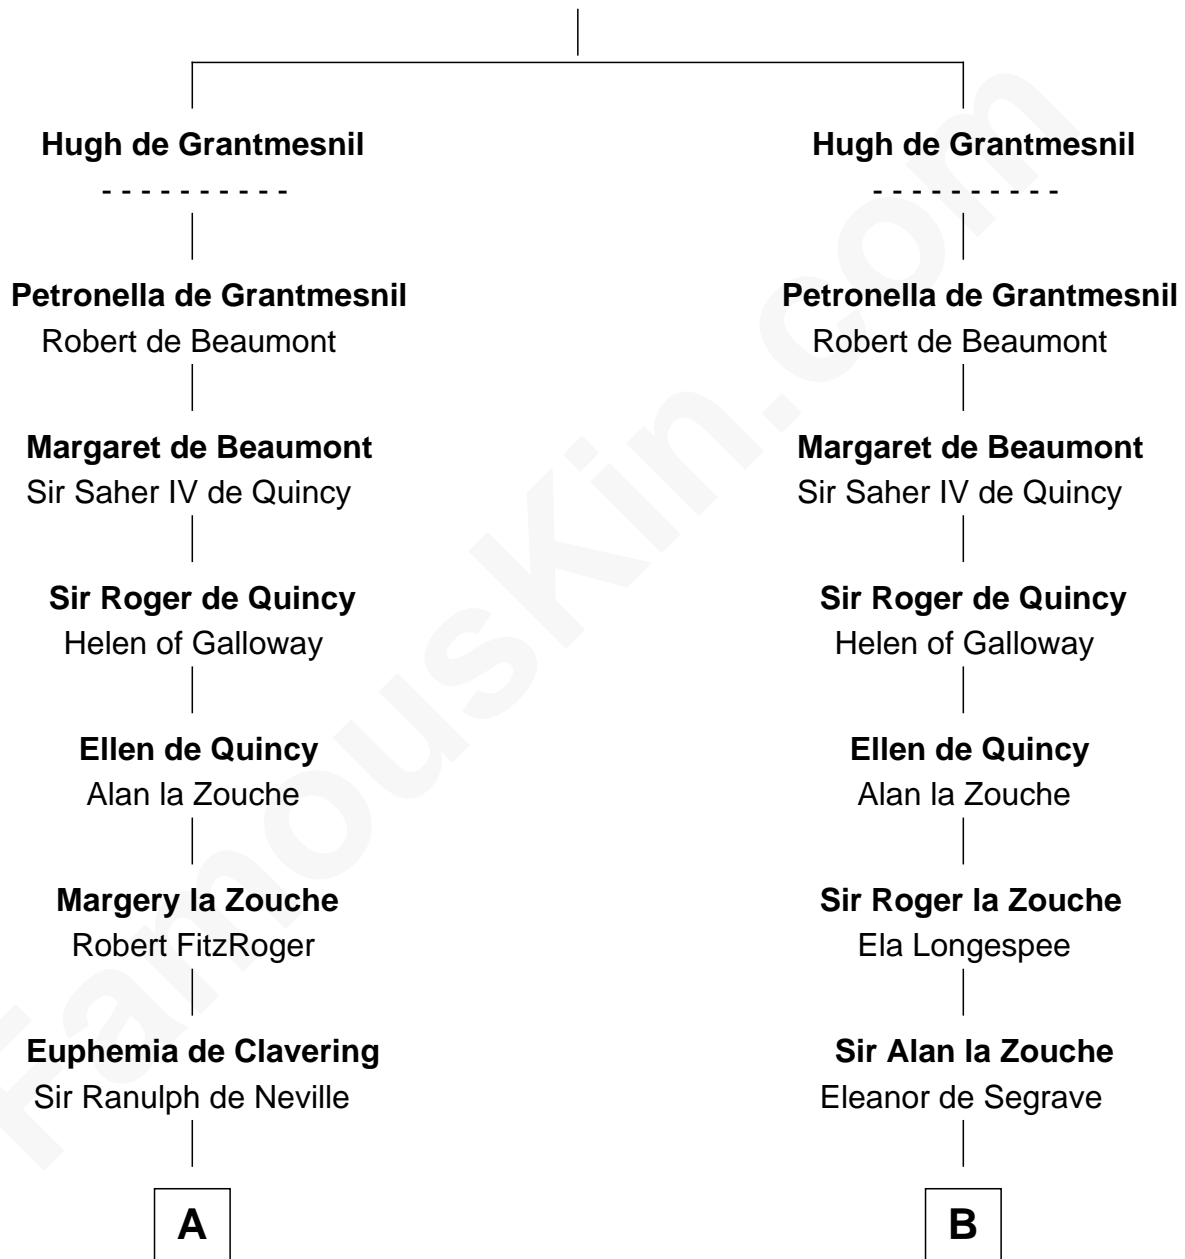 Hugh de Grantmesnil
----------
Petronella de Grantmesnil
Robert de Beaumont
Margaret de Beaumont
Sir Saher IV de Quincy
Sir Roger de Quincy
Helen of Galloway
Ellen de Quincy
Alan la Zouche
Margery la Zouche
Robert FitzRoger
Euphemia de Clavering
Sir Ranulph de Neville
A
Hugh de Grantmesnil
----------
Petronella de Grantmesnil
Robert de Beaumont
Margaret de Beaumont
Sir Saher IV de Quincy
Sir Roger de Quincy
Helen of Galloway
Ellen de Quincy
Alan la Zouche
Sir Roger la Zouche
Ela Longespee
Sir Alan la Zouche
Eleanor de Segrave
B
FamousKin.com